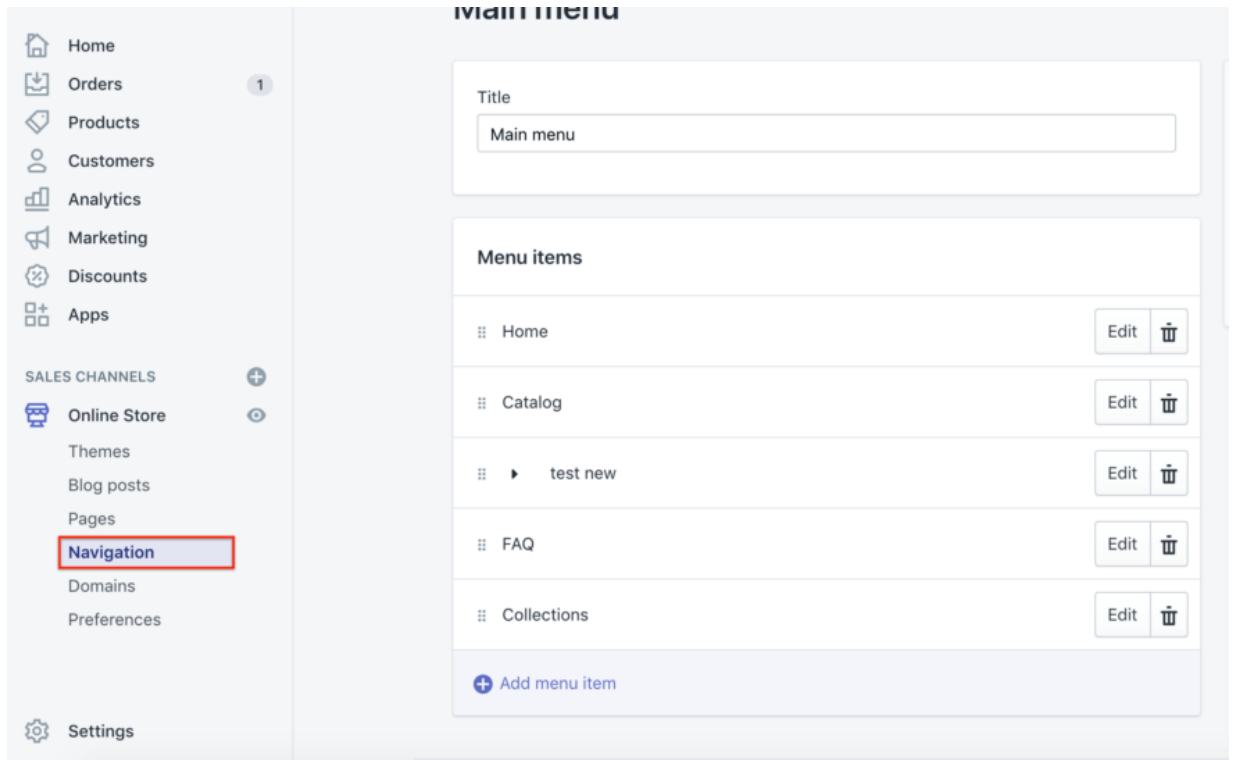 Main menu
Home
Orders 1
Products
Customers
Analytics
Marketing
Discounts
Apps
SALES CHANNELS
Online Store
Themes
Blog posts
Pages
Navigation
Domains
Preferences
Settings
Title
Main menu
Menu items
Home Edit
Catalog Edit
test new Edit
FAQ Edit
Collections Edit
Add menu item